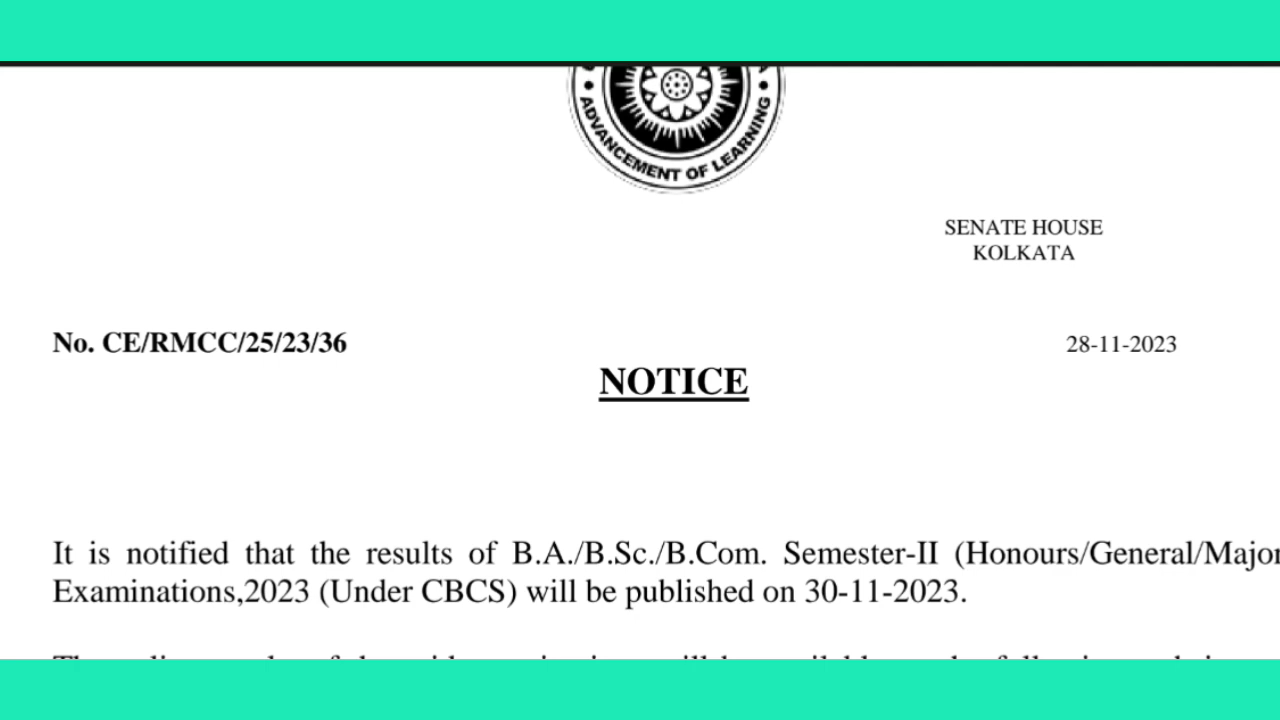 ADVANCEMENT OF LEARNING
SENATE HOUSE
KOLKATA
No. CE/RMCC/25/23/36
28-11-2023
NOTICE
It is notified that the results of B.A./B.Sc./B.Com. Semester-II (Honours/General/Major
Examinations,2023 (Under CBCS) will be published on 30-11-2023.